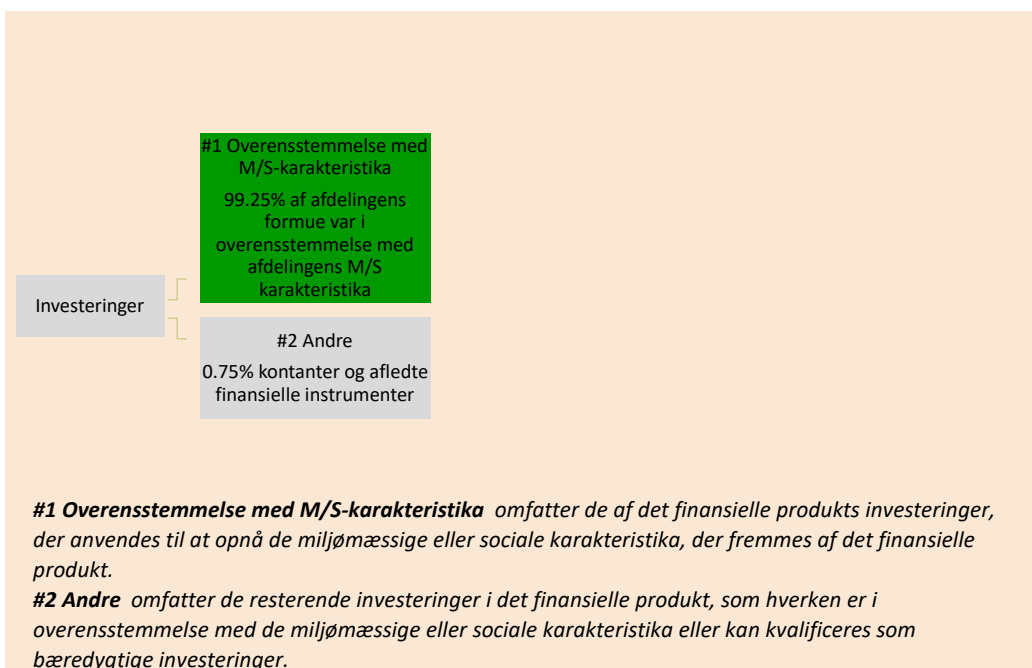 #1 Overensstemmelse med
M/S-karakteristika
99.25% af afdelingens
formue var i
overensstemmelse med
afdelingens M/S
karakteristika
Investeringer
#2 Andre
0.75% kontanter og afledte
finansielle instrumenter
#1 Overensstemmelse med M/S-karakteristika omfatter de af det finansielle produkts investeringer,
der anvendes til at opnå de miljømæssige eller sociale karakteristika, der fremmes af det finansielle
produkt.
#2 Andre omfatter de resterende investeringer i det finansielle produkt, som hverken er i
overensstemmelse med de miljømæssige eller sociale karakteristika eller kan kvalificeres som
bæredygtige investeringer.